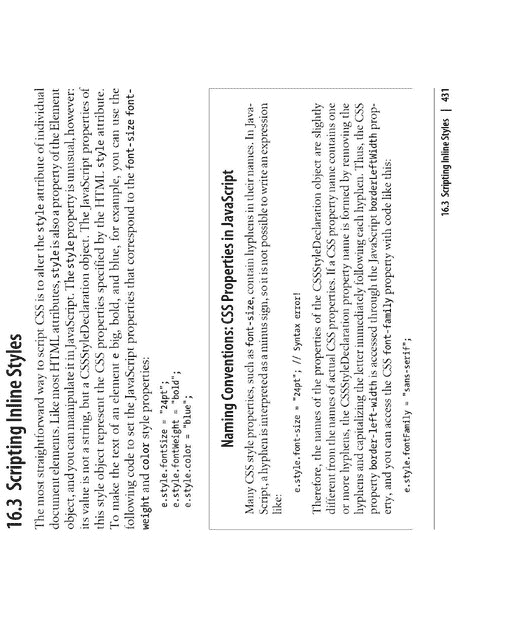 16.3 Scripting Inline Styles
The most straightforward way to script CSS is to alter the style attribute of individual
document elements. Like most HTML attributes, style is also a property of the Element
object, and you can manipulate it in JavaScript. The style property is unusual, however:
its value is not a string, but a CSSStyleDeclaration object. The JavaScript properties of
this style object represent the CSS properties specified by the HTML style attribute.
To make the text of an element e big, bold, and blue, for example, you can use the
following code to set the JavaScript properties that correspond to the font-size font-
weight and color style properties:
e.style.fontSize = "24pt";
e.style.fontWeight = "bold";
e.style.color = "blue";
Naming Conventions: CSS Properties in JavaScript
Many CSS style properties, such as font-size, contain hyphens in their names. In Java-
Script, a hyphen is interpreted as a minus sign, so it is not possible to write an expression
like:
e.style.font-size = "24pt"; // Syntax error!
Therefore, the names of the properties of the CSSStyleDeclaration object are slightly
different from the names of actual CSS properties. If a CSS property name contains one
or more hyphens, the CSSStyleDeclaration property name is formed by removing the
hyphens and capitalizing the letter immediately following each hyphen. Thus, the CSS
property border-left-width is accessed through the JavaScript borderLeftWidth prop-
erty, and you can access the CSS font-family property with code like this:
e.style.fontFamily = "sans-serif";
16.3 Scripting Inline Styles | 431